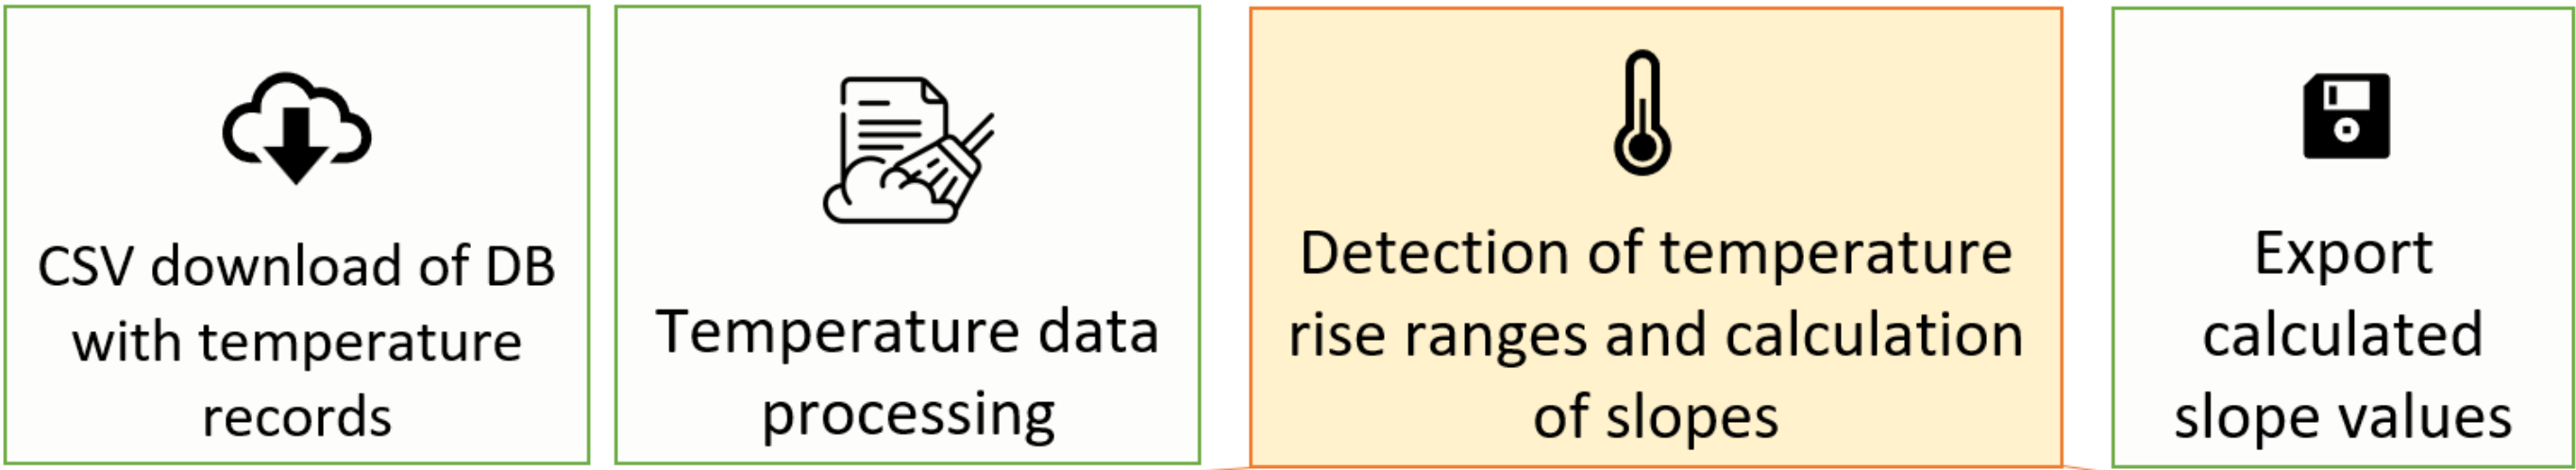 CSV download of DB
with temperature
records
Temperature data
processing
Detection of temperature
rise ranges and calculation
of slopes
Export
calculated
slope values